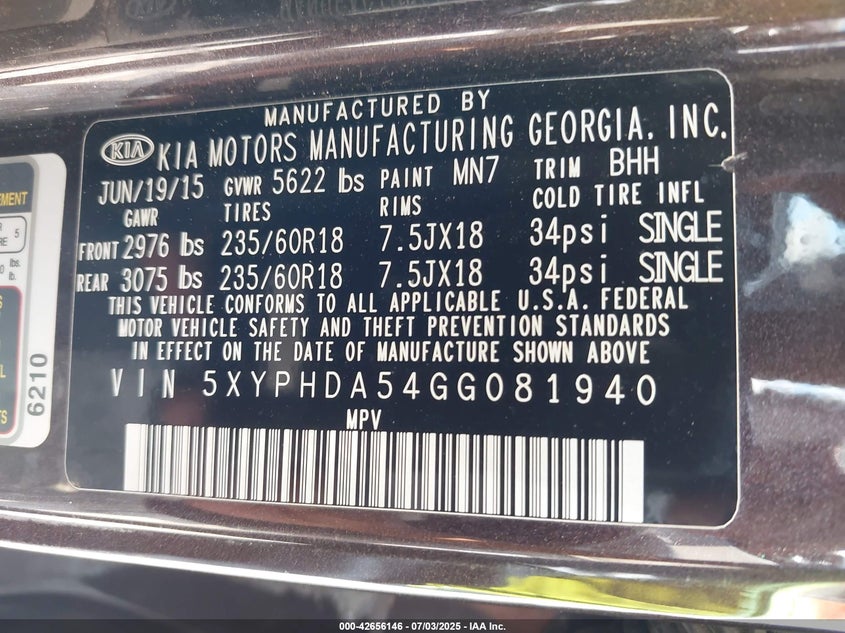 MANUFACTURED BY
KIA KIA MOTORS MANUFACTURING GEORGIA, INC.
JUN/19/15 GVWR 5622 lbs PAINT MN7 TRIM BHH
GAWR TIRES RIMS COLD TIRE INFL
FRONT 2976 lbs 235/60R18 7.5JX18 34psi SINGLE
REAR 3075 lbs 235/60R18 7.5JX18 34psi SINGLE
THIS VEHICLE CONFORMS TO ALL APPLICABLE U.S.A. FEDERAL
MOTOR VEHICLE SAFETY AND THEFT PREVENTION STANDARDS
IN EFFECT ON THE DATE OF MANUFACTURE SHOWN ABOVE
VIN 5XYPHDA54GG081940
MPV
5
6210
000-42656146 - 07/03/2025 - IAA Inc.